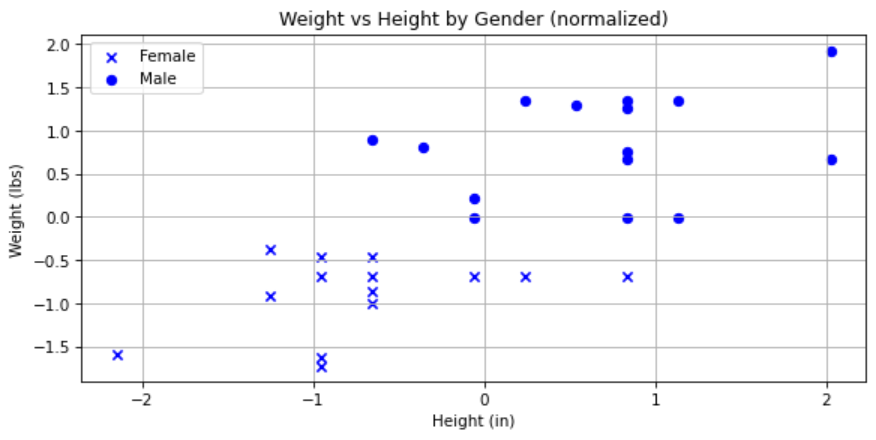 Weight vs Height by Gender (normalized)
Female
Male
2.0
1.5
1.0
0.5
0.0
−0.5
−1.0
−1.5
Weight (lbs)
−2
−1
0
1
2
Height (in)